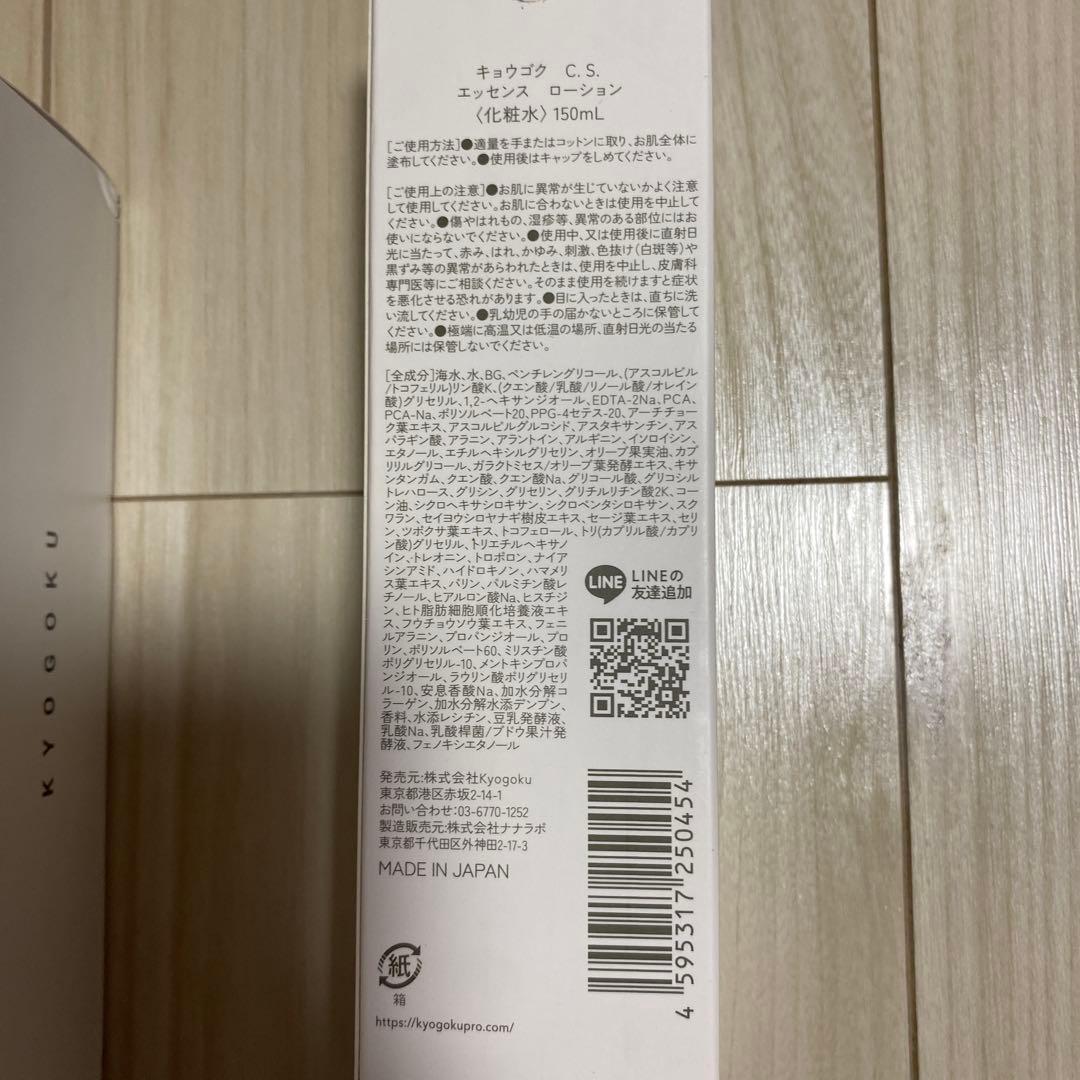 KYOGOKU
キョウゴク C.S.
エッセンス ローション
〈化粧水〉150mL
[ご使用方法]●適量を手またはコットンに取り、お肌全体に
塗布してください。●使用後はキャップをしめてください。
[ご使用上の注意]●お肌に異常が生じていないかよく注意
して使用してください。お肌に合わないときは使用を中止して
ください。●傷やはれもの、湿疹等、異常のある部位にはお
使いにならないでください。●使用中、又は使用後に直射日
光に当たって、赤み、はれ、かゆみ、刺激、色抜け(白斑等)や
黒ずみ等の異常があらわれたときは、使用を中止し、皮膚科
専門医等にご相談ください。そのまま使用を続けますと症状
を悪化させる恐れがあります。●目に入ったときは、直ちに洗
い流してください。●乳幼児の手の届かないところに保管して
ください。●極端に高温又は低温の場所、直射日光の当たる
場所には保管しないでください。
[全成分]海水、水、BG、ペンチレングリコール、(アスコルビル
/トコフェリル)リン酸K、(クエン酸/乳酸/リノール酸/オレイン
酸)グリセリル、1,2-ヘキサンジオール、EDTA-2Na、PCA、
PCA-Na、ポリソルベート20、PPG-4セテス-20、アーチチョー
ク葉エキス、アスコルビルグルコシド、アスタキサンチン、アス
パラギン酸、アラニン、アラントイン、アルギニン、イソロイシン、
エタノール、エチルヘキシルグリセリン、オリーブ果実油、カプ
リリルグリコール、ガラクトミセス/オリーブ葉発酵エキス、キサ
ンタンガム、クエン酸、クエン酸Na、グリコール酸、グリコシル
トレハロース、グリシン、グリセリン、グリチルリチン酸2K、コー
ン油、シクロヘキサシロキサン、シクロペンタシロキサン、スク
ワラン、セイヨウシロヤナギ樹皮エキス、セージ葉エキス、セリ
ン、ツボクサ葉エキス、トコフェロール、トリ(カプリル酸/カプリ
ン酸)グリセリル、トリエチルヘキサノ
イン、トレオニン、トロポロン、ナイア
シンアミド、ハイドロキノン、ハマメリ
ス葉エキス、バリン、パルミチン酸レ
チノール、ヒアルロン酸Na、ヒスチジ
ン、ヒト脂肪細胞順化培養液エキ
ス、フウチョウソウ葉エキス、フェニ
ルアラニン、プロパンジオール、プロ
リン、ポリソルベート60、ミリスチン酸
ポリグリセリル-10、メントキシプロパ
ンジオール、ラウリン酸ポリグリセリ
ル-10、安息香酸Na、加水分解コ
ラーゲン、加水分解水添デンプン、
香料、水添レシチン、豆乳発酵液、
乳酸Na、乳酸桿菌/ブドウ果汁発
酵液、フェノキシエタノール
LINE
LINEの
友達追加
発売元:株式会社Kyogoku
東京都港区赤坂2-14-1
お問い合わせ:03-6770-1252
製造販売元:株式会社ナナラボ
東京都千代田区外神田2-17-3
MADE IN JAPAN
4 595317 250454
紙
箱
https://kyogokupro.com/